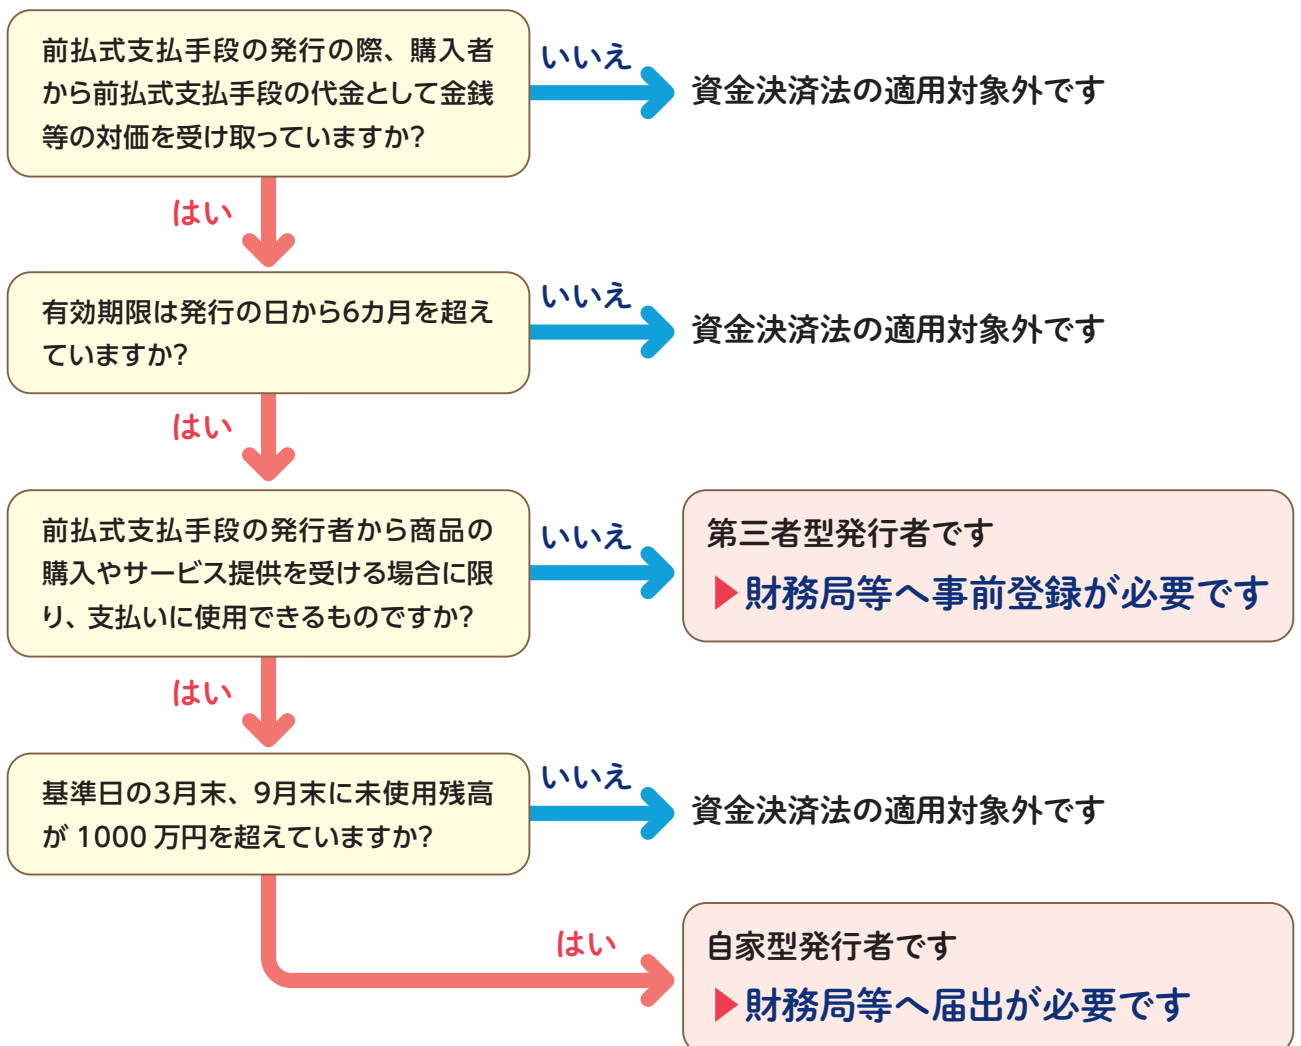 前払式支払手段の発行の際、購入者
から前払式支払手段の代金として金銭
等の対価を受け取っていますか?
いいえ
資金決済法の適用対象外です
はい
有効期限は発行の日から6カ月を超え
ていますか?
いいえ
資金決済法の適用対象外です
はい
前払式支払手段の発行者から商品の
購入やサービス提供を受ける場合に限
り、支払いに使用できるものですか?
いいえ
第三者型発行者です
▶財務局等へ事前登録が必要です
はい
基準日の3月末、9月末に未使用残高
が 1000 万円を超えていますか?
いいえ
資金決済法の適用対象外です
はい
自家型発行者です
▶財務局等へ届出が必要です